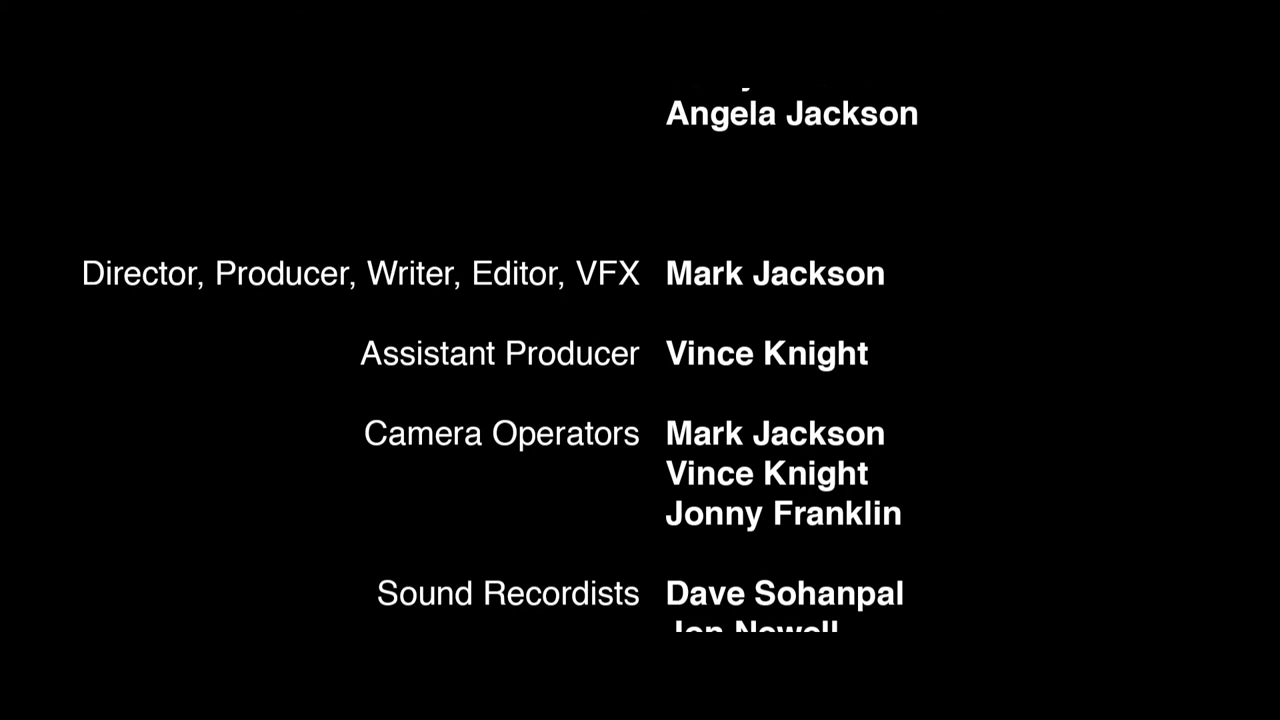 Angela Jackson
Director, Producer, Writer, Editor, VFX Mark Jackson
Assistant Producer Vince Knight
Camera Operators Mark Jackson
Vince Knight
Jonny Franklin
Sound Recordists Dave Sohanpal